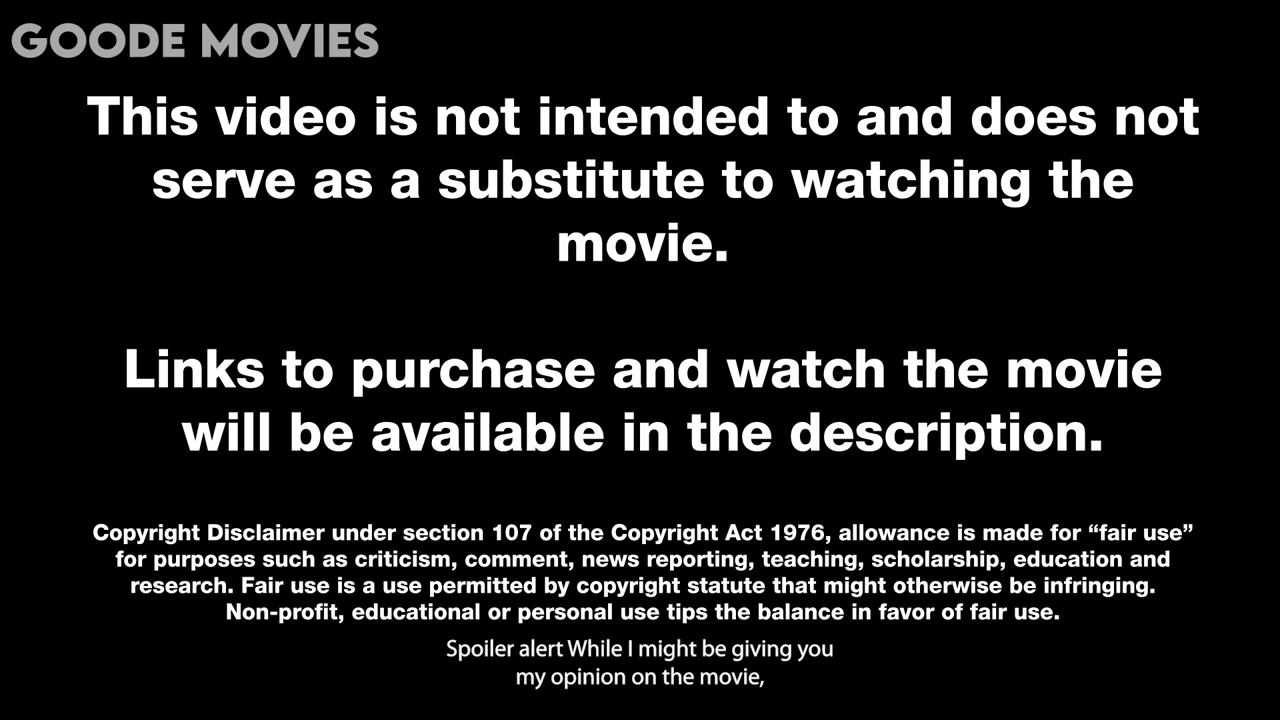 GOODE MOVIES
This video is not intended to and does not
serve as a substitute to watching the
movie.
Links to purchase and watch the movie
will be available in the description.
Copyright Disclaimer under section 107 of the Copyright Act 1976, allowance is made for “fair use”
for purposes such as criticism, comment, news reporting, teaching, scholarship, education and
research. Fair use is a use permitted by copyright statute that might otherwise be infringing.
Non-profit, educational or personal use tips the balance in favor of fair use.
Spoiler alert While I might be giving you
my opinion on the movie,